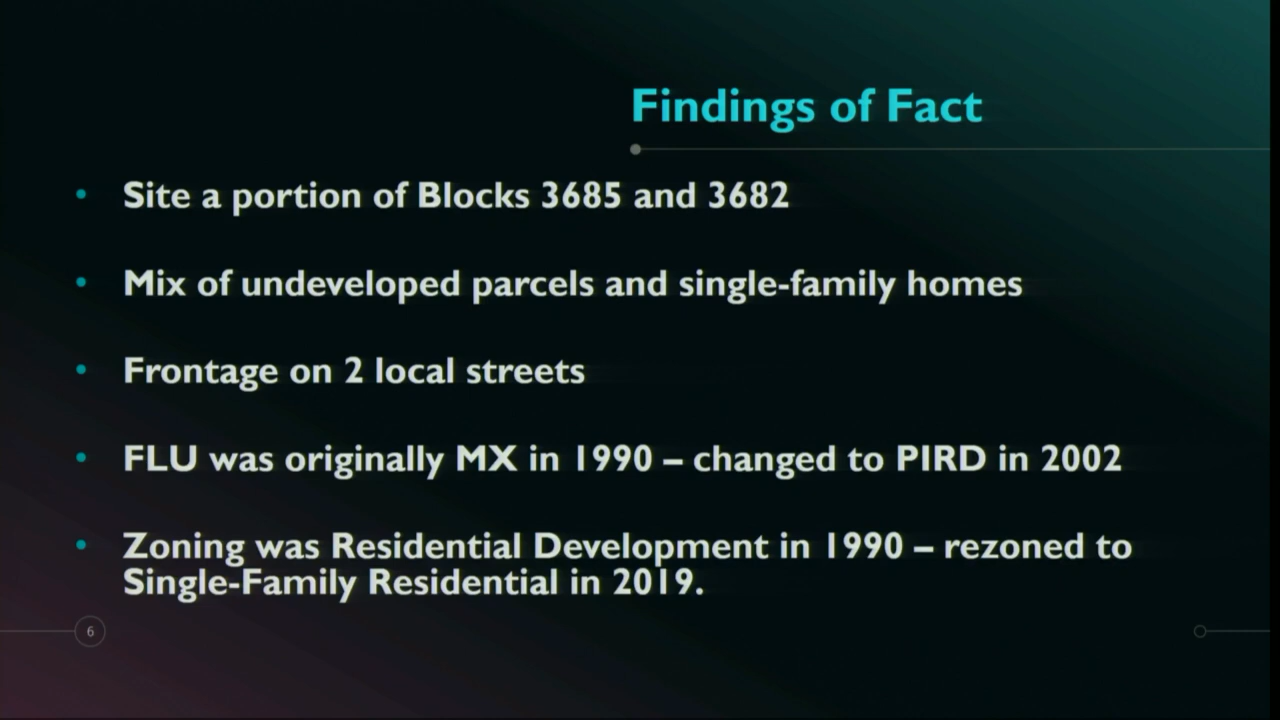 Findings of Fact
• Site a portion of Blocks 3685 and 3682
• Mix of undeveloped parcels and single-family homes
• Frontage on 2 local streets
• FLU was originally MX in 1990 – changed to PIRD in 2002
• Zoning was Residential Development in 1990 – rezoned to
Single-Family Residential in 2019.
6